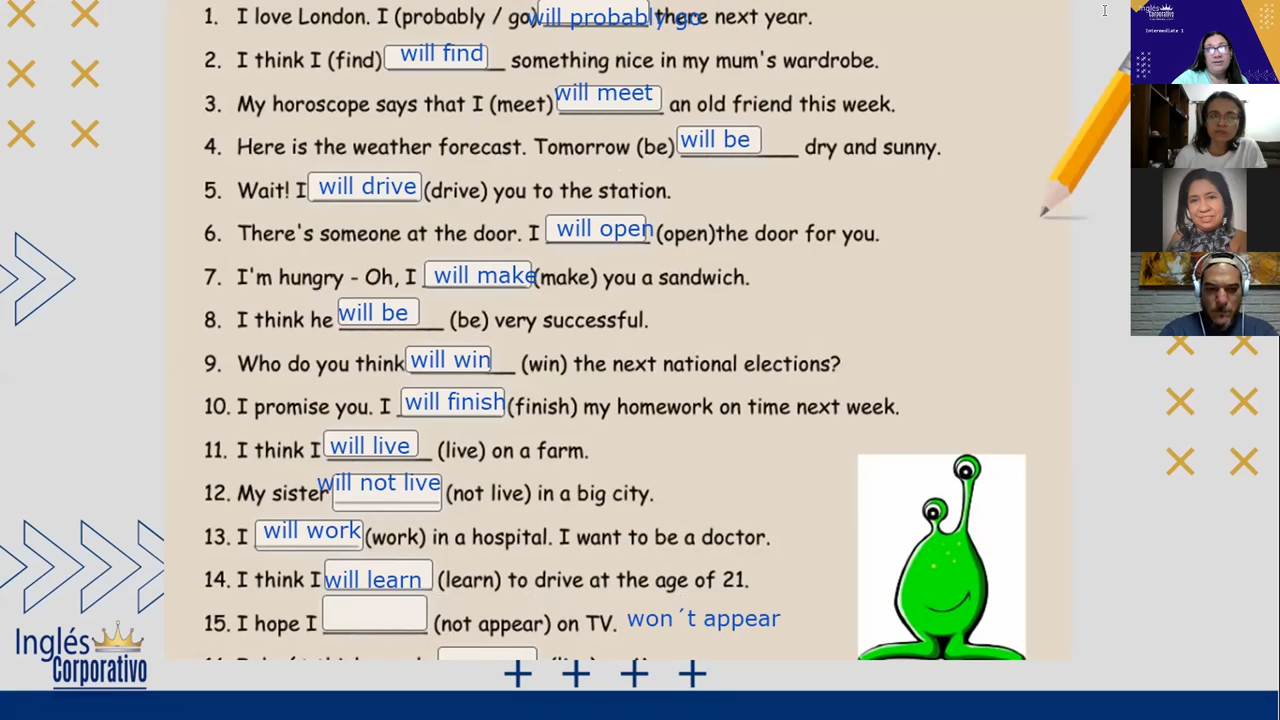 1. I love London. I (probably / go) will probably go there next year.
2. I think I (find) will find something nice in my mum's wardrobe.
3. My horoscope says that I (meet) will meet an old friend this week.
4. Here is the weather forecast. Tomorrow (be) will be dry and sunny.
5. Wait! I will drive (drive) you to the station.
6. There's someone at the door. I will open (open)the door for you.
7. I'm hungry - Oh, I will make (make) you a sandwich.
8. I think he will be (be) very successful.
9. Who do you think will win (win) the next national elections?
10. I promise you. I will finish (finish) my homework on time next week.
11. I think I will live (live) on a farm.
12. My sister will not live (not live) in a big city.
13. I will work (work) in a hospital. I want to be a doctor.
14. I think I will learn (learn) to drive at the age of 21.
15. I hope I (not appear) on TV. won´t appear
Inglés
Corporativo
Inglés
Corporativo
Intermediate 1